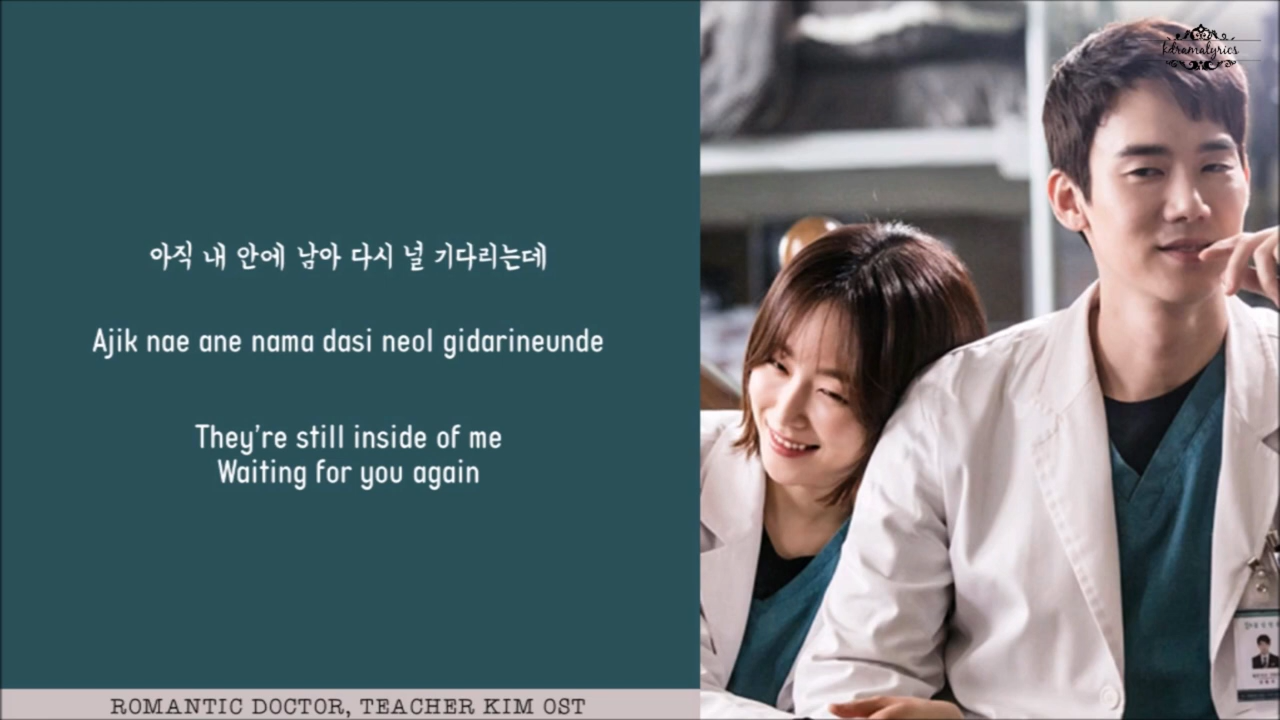 kdramalyrics
아직 내 안에 남아 다시 널 기다리는데
Ajik nae ane nama dasi neol gidarineunde
They're still inside of me
Waiting for you again
ROMANTIC DOCTOR, TEACHER KIM OST